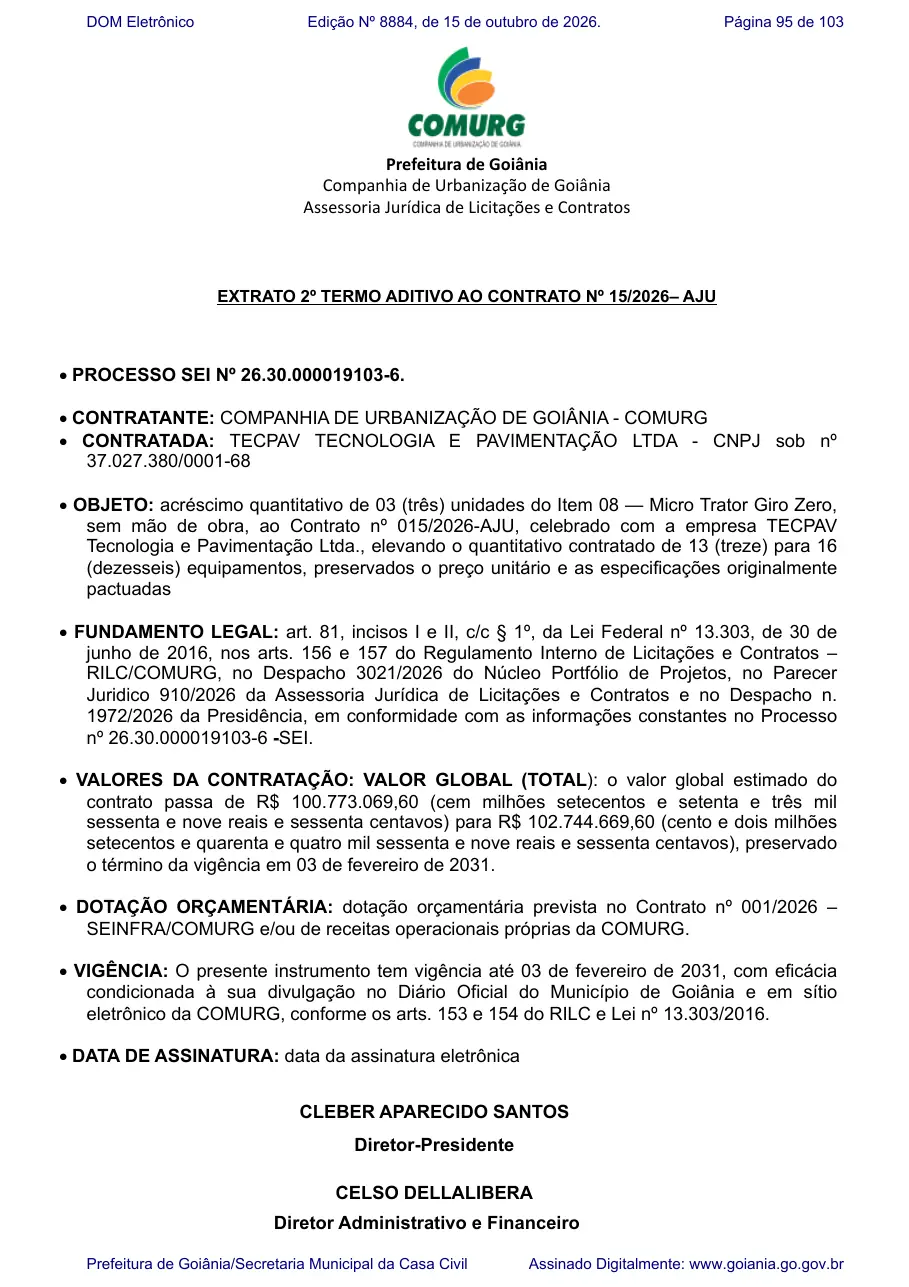 DOM Eletrônico Edição Nº 8884, de 15 de outubro de 2026. Página 95 de 103
COMURG
COMPANHIA DE URBANIZAÇÃO DE GOIÂNIA
Prefeitura de Goiânia
Companhia de Urbanização de Goiânia
Assessoria Jurídica de Licitações e Contratos
EXTRATO 2º TERMO ADITIVO AO CONTRATO Nº 15/2026– AJU
• PROCESSO SEI Nº 26.30.000019103-6.
• CONTRATANTE: COMPANHIA DE URBANIZAÇÃO DE GOIÂNIA - COMURG
• CONTRATADA: TECPAV TECNOLOGIA E PAVIMENTAÇÃO LTDA - CNPJ sob nº
37.027.380/0001-68
• OBJETO: acréscimo quantitativo de 03 (três) unidades do Item 08 — Micro Trator Giro Zero,
sem mão de obra, ao Contrato nº 015/2026-AJU, celebrado com a empresa TECPAV
Tecnologia e Pavimentação Ltda., elevando o quantitativo contratado de 13 (treze) para 16
(dezesseis) equipamentos, preservados o preço unitário e as especificações originalmente
pactuadas
• FUNDAMENTO LEGAL: art. 81, incisos I e II, c/c § 1º, da Lei Federal nº 13.303, de 30 de
junho de 2016, nos arts. 156 e 157 do Regulamento Interno de Licitações e Contratos –
RILC/COMURG, no Despacho 3021/2026 do Núcleo Portfólio de Projetos, no Parecer
Juridico 910/2026 da Assessoria Jurídica de Licitações e Contratos e no Despacho n.
1972/2026 da Presidência, em conformidade com as informações constantes no Processo
nº 26.30.000019103-6 -SEI.
• VALORES DA CONTRATAÇÃO: VALOR GLOBAL (TOTAL): o valor global estimado do
contrato passa de R$ 100.773.069,60 (cem milhões setecentos e setenta e três mil
sessenta e nove reais e sessenta centavos) para R$ 102.744.669,60 (cento e dois milhões
setecentos e quarenta e quatro mil sessenta e nove reais e sessenta centavos), preservado
o término da vigência em 03 de fevereiro de 2031.
• DOTAÇÃO ORÇAMENTÁRIA: dotação orçamentária prevista no Contrato nº 001/2026 –
SEINFRA/COMURG e/ou de receitas operacionais próprias da COMURG.
• VIGÊNCIA: O presente instrumento tem vigência até 03 de fevereiro de 2031, com eficácia
condicionada à sua divulgação no Diário Oficial do Município de Goiânia e em sítio
eletrônico da COMURG, conforme os arts. 153 e 154 do RILC e Lei nº 13.303/2016.
• DATA DE ASSINATURA: data da assinatura eletrônica
CLEBER APARECIDO SANTOS
Diretor-Presidente
CELSO DELLALIBERA
Diretor Administrativo e Financeiro
Prefeitura de Goiânia/Secretaria Municipal da Casa Civil Assinado Digitalmente: www.goiania.go.gov.br